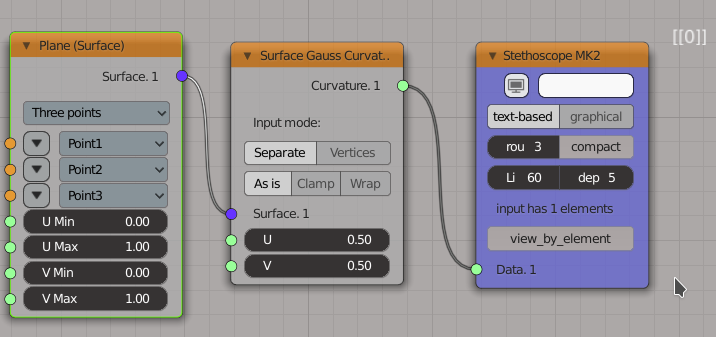 Plane (Surface)
Surface. 1
Three points
Point1
Point2
Point3
U Min 0.00
U Max 1.00
V Min 0.00
V Max 1.00
Surface Gauss Curvat..
Curvature. 1
Input mode:
Separate Vertices
As is Clamp Wrap
Surface. 1
U 0.50
V 0.50
Stethoscope MK2
text-based graphical
rou 3 compact
Li 60 dep 5
input has 1 elements
view_by_element
Data. 1
[[0]]